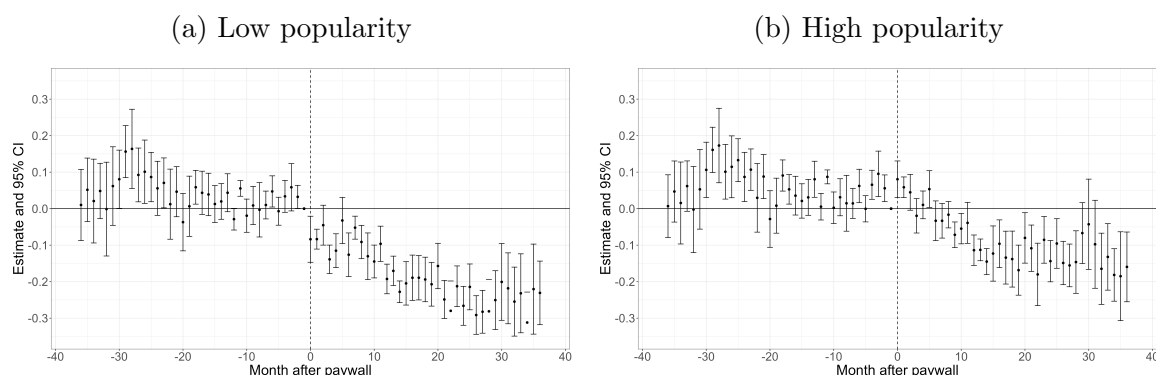 (a) Low popularity
(b) High popularity
Estimate and 95% CI
0.3
0.2
0.1
0.0
-0.1
-0.2
-0.3
-40 -30 -20 -10 0 10 20 30 40
Month after paywall
Estimate and 95% CI
0.3
0.2
0.1
0.0
-0.1
-0.2
-0.3
-40 -30 -20 -10 0 10 20 30 40
Month after paywall